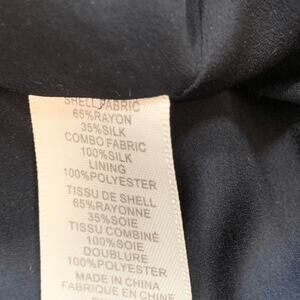 SHELL FABRIC
65%RAYON
35%SILK
COMBO FABRIC
100%SILK
LINING
100%POLYESTER
TISSU DE SHELL
65%RAYONNE
35%SOIE
TISSU COMBINÉ
100%SOIE
DOUBLURE
100%POLYESTER
MADE IN CHINA
FABRIQUE EN CHINE